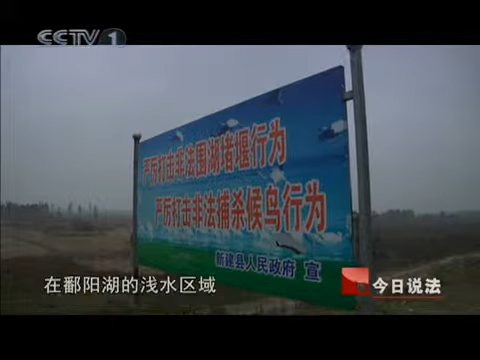 CCTV 1
严厉打击非法围湖堵堰行为
严厉打击非法捕杀候鸟行为
新建县人民政府 宣
在鄱阳湖的浅水区域
今日说法